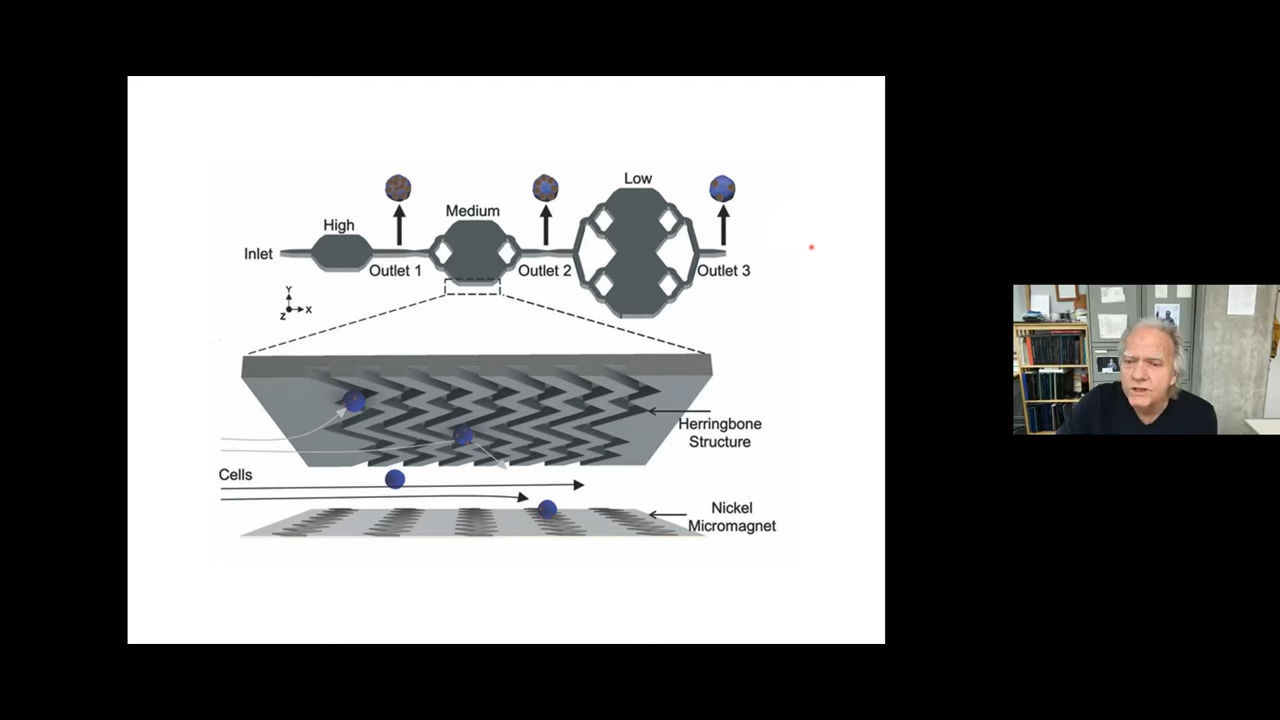 Low
Medium
High
Inlet
Outlet 1
Outlet 2
Outlet 3
Y
Z
X
Herringbone
Structure
Cells
Nickel
Micromagnet